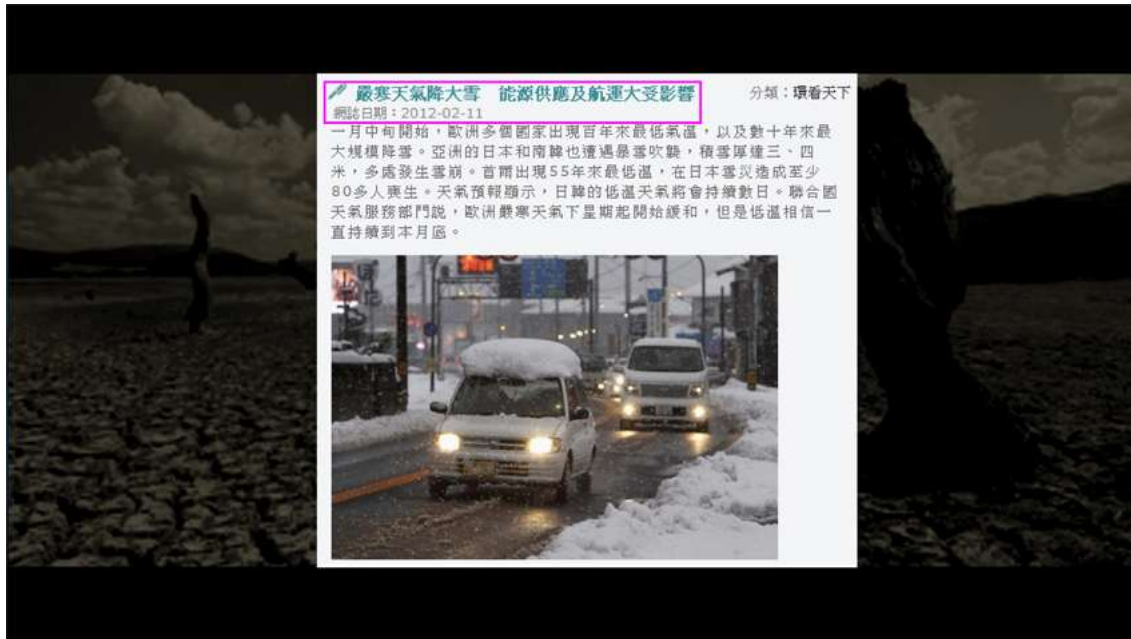 嚴寒天氣降大雪 能源供應及航運大受影響
分類：環看天下
網誌日期：2012-02-11
一月中旬開始，歐洲多個國家出現百年來最低氣溫，以及數十年來最
大規模降雪。亞洲的日本和南韓也遭遇暴雪吹襲，積雪厚達三、四
米，多處發生雪崩。首爾出現55年來最低溫，在日本雪災造成至少
80多人喪生。天氣預報顯示，日韓的低溫天氣將會持續數日。聯合國
天氣服務部門說，歐洲嚴寒天氣下星期起開始緩和，但是低溫相信一
直持續到本月底。